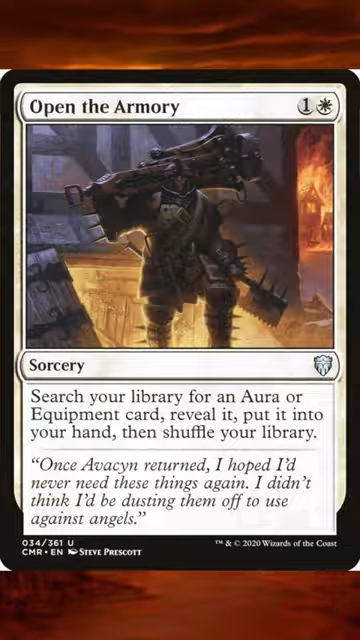 Open the Armory 1
Sorcery
Search your library for an Aura or
Equipment card, reveal it, put it into
your hand, then shuffle your library.
“Once Avacyn returned, I hoped I’d
never need these things again. I didn’t
think I’d be dusting them off to use
against angels.”
034/361 U
CMR • EN Steve Prescott
™ & © 2020 Wizards of the Coast